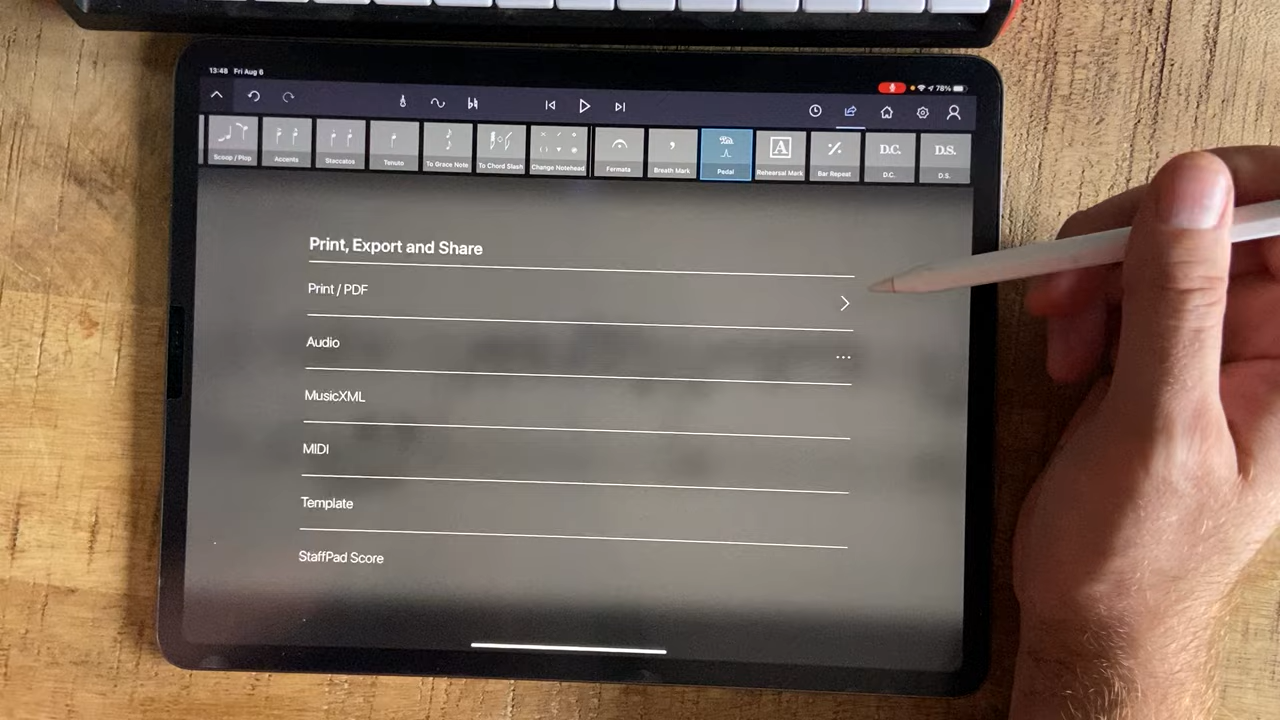 13:48 Fri Aug 6
78%
Scoop / Plop
Accents
Staccatos
Tenuto
To Grace Note
To Chord Slash
Change Notehead
Fermata
Breath Mark
Pedal
A
Rehearsal Mark
Bar Repeat
D.C.
D.C.
D.S.
D.S.
Print, Export and Share
Print / PDF
Audio
...
MusicXML
MIDI
Template
StaffPad Score